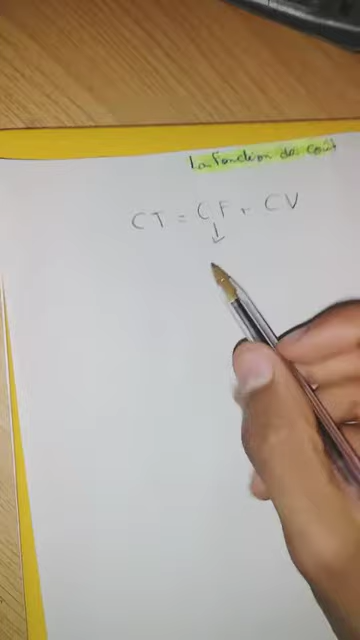 La fonction de coût
CT = CF + CV